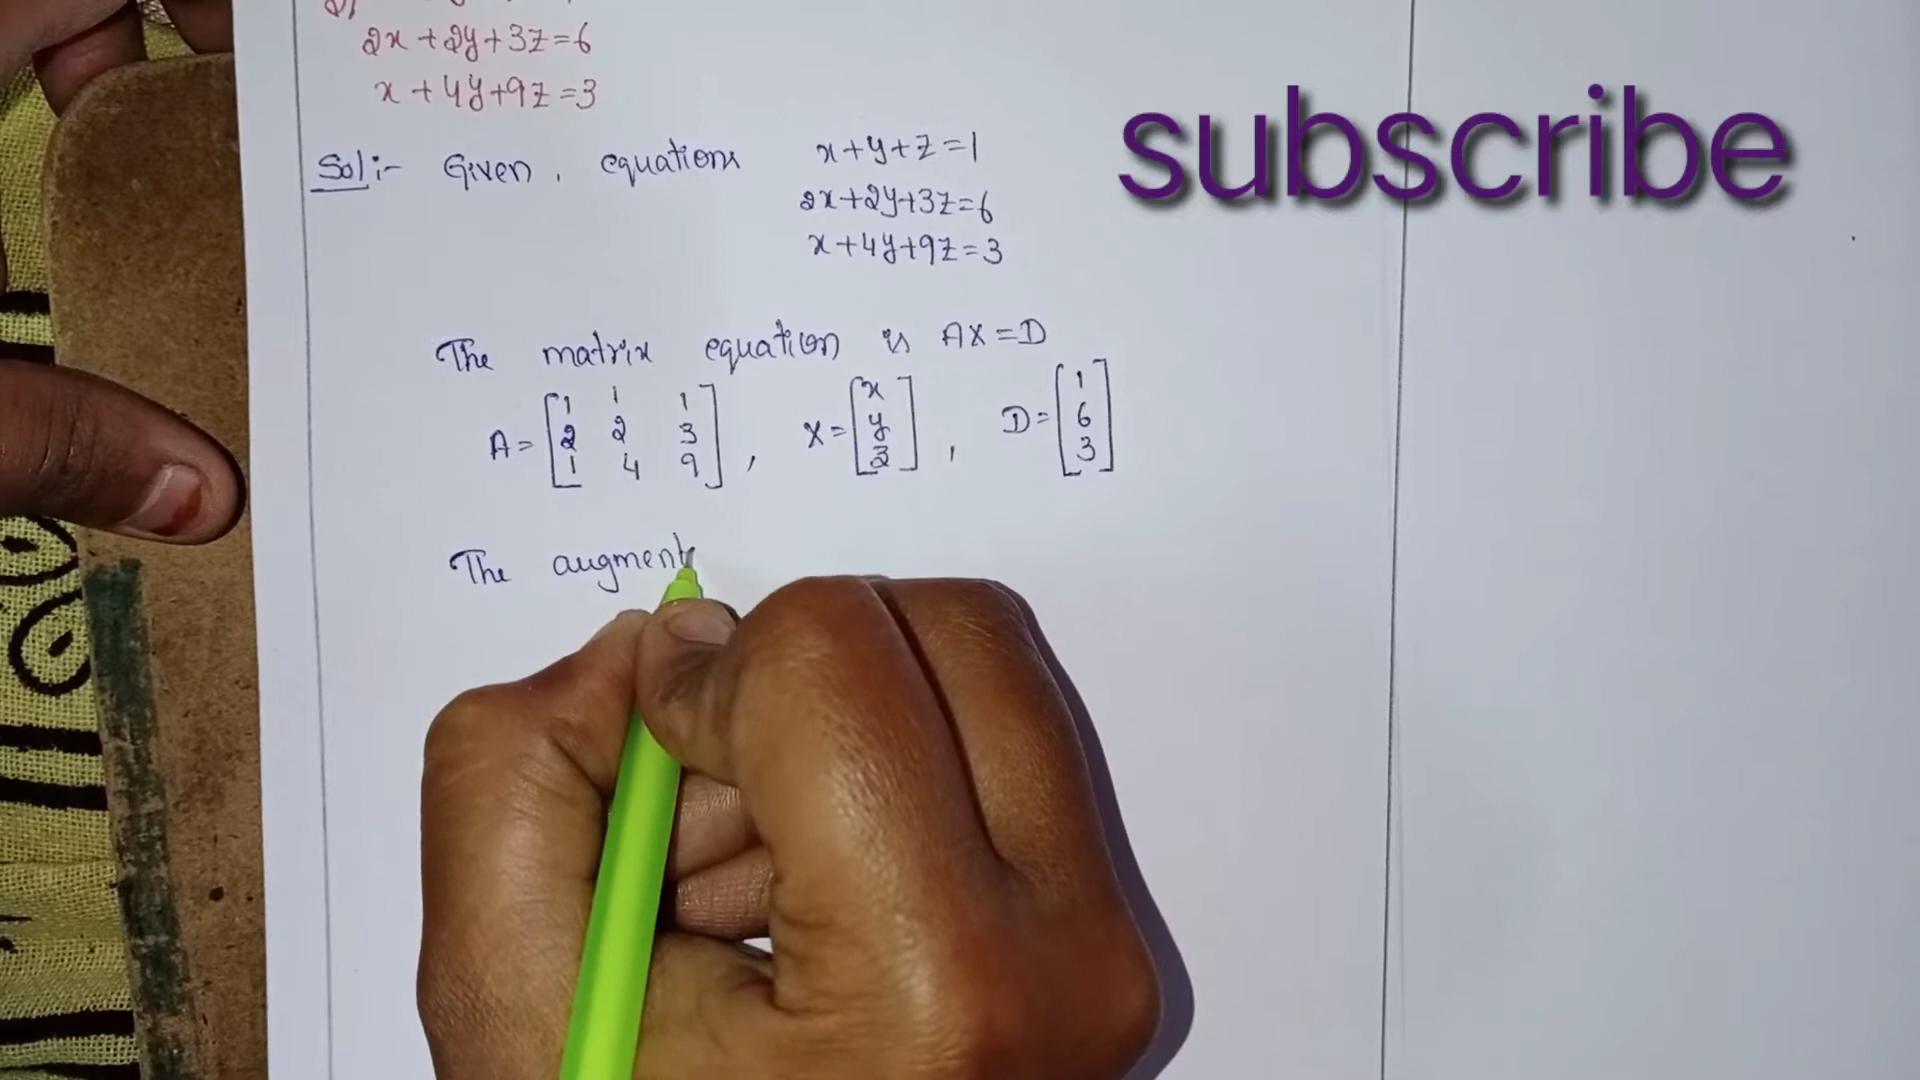 2x+2y+3z=6
x+4y+9z=3
subscribe
Sol:- Given, equations x+y+z=1
2x+2y+3z=6
x+4y+9z=3
The matrix equation is AX=D
A=[1 1 1
2 2 3
1 4 9], X=[x
y
z], D=[1
6
3]
The augment